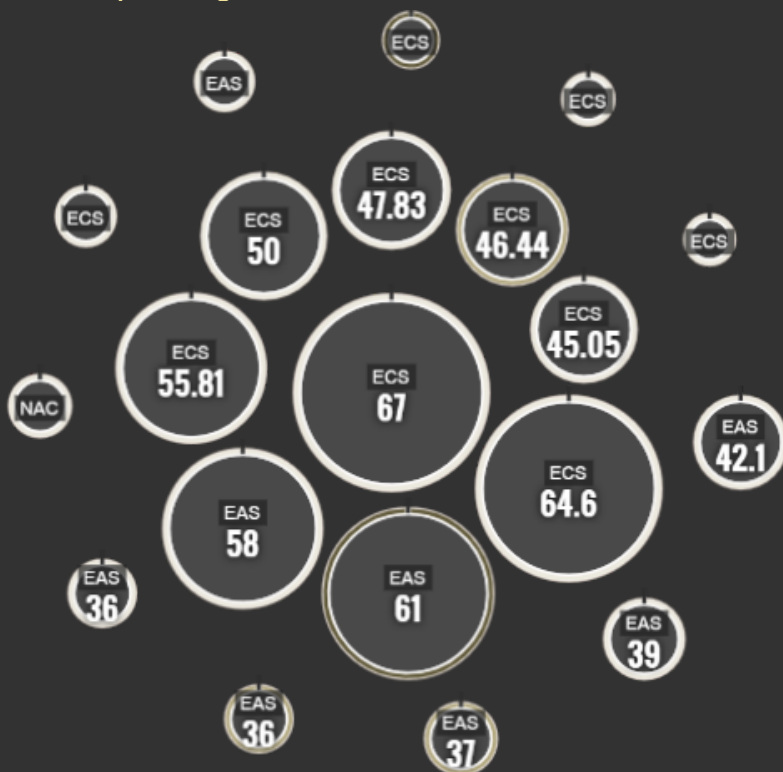 ECS
EAS
ECS
ECS
47.83
ECS
50
ECS
46.44
ECS
ECS
ECS
45.05
ECS
55.81
ECS
67
NAC
EAS
42.1
ECS
64.6
EAS
58
EAS
61
EAS
36
EAS
39
EAS
36
EAS
37